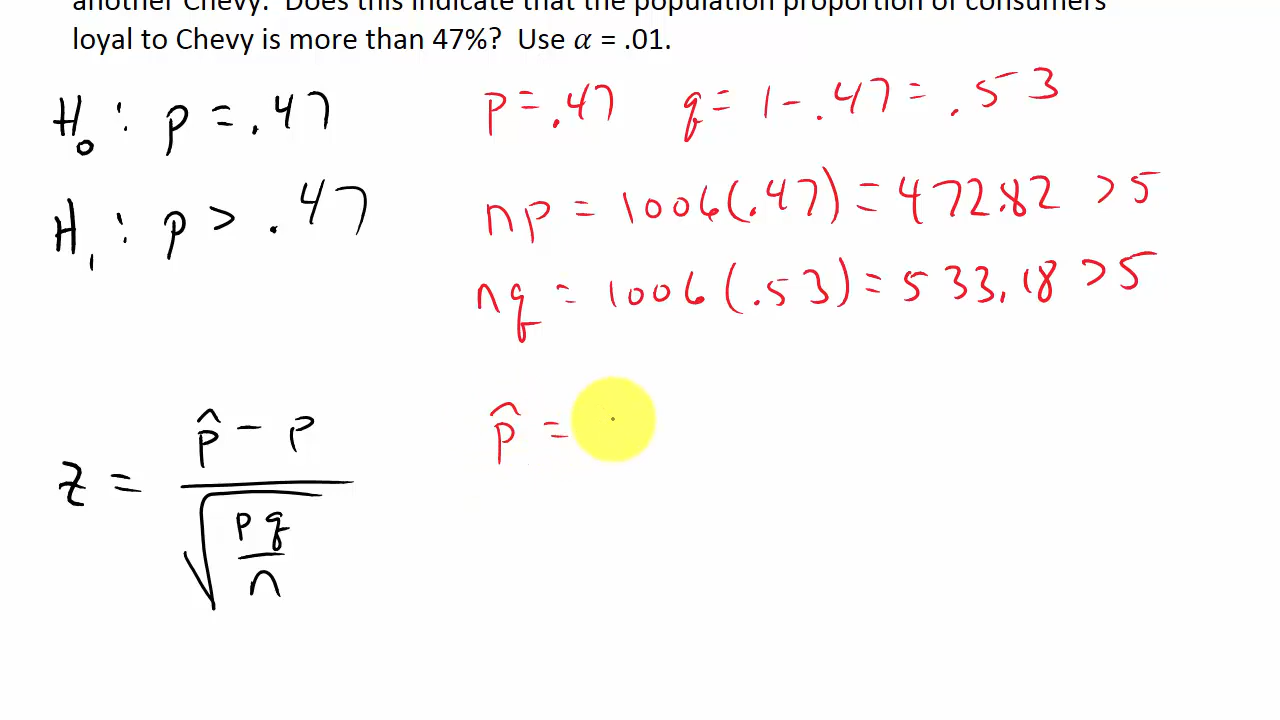 another Chevy. Does this indicate that the population proportion of consumers
loyal to Chevy is more than 47%? Use α = .01.
H₀ : p = .47
H₁ : p > .47
p = .47 q = 1 - .47 = .53
np = 1006(.47) = 472.82 > 5
nq = 1006(.53) = 533.18 > 5
z = (p̂ - p) / √(pq/n)
p̂ =